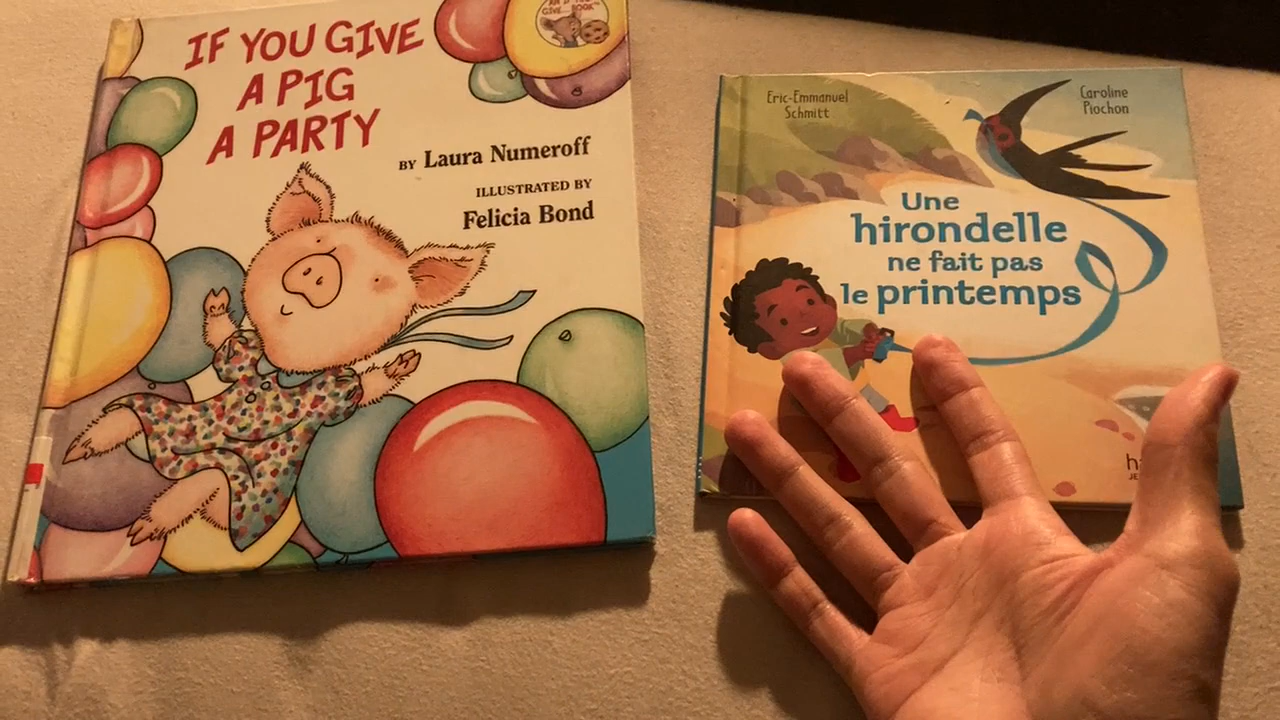 IF YOU GIVE
A PIG
A PARTY
BY Laura Numeroff
ILLUSTRATED BY
Felicia Bond
Eric-Emmanuel
Schmitt
Caroline
Piochon
Une
hirondelle
ne fait pas
le printemps